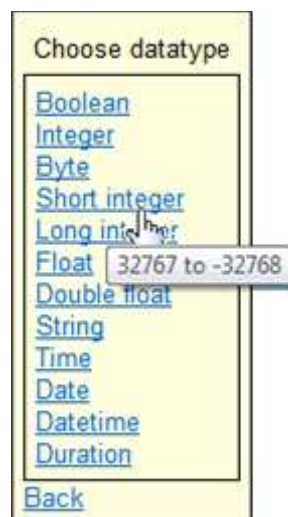 Choose datatype
Boolean
Integer
Byte
Short integer
Long integer
Float
32767 to -32768
Double float
String
Time
Date
Datetime
Duration
Back